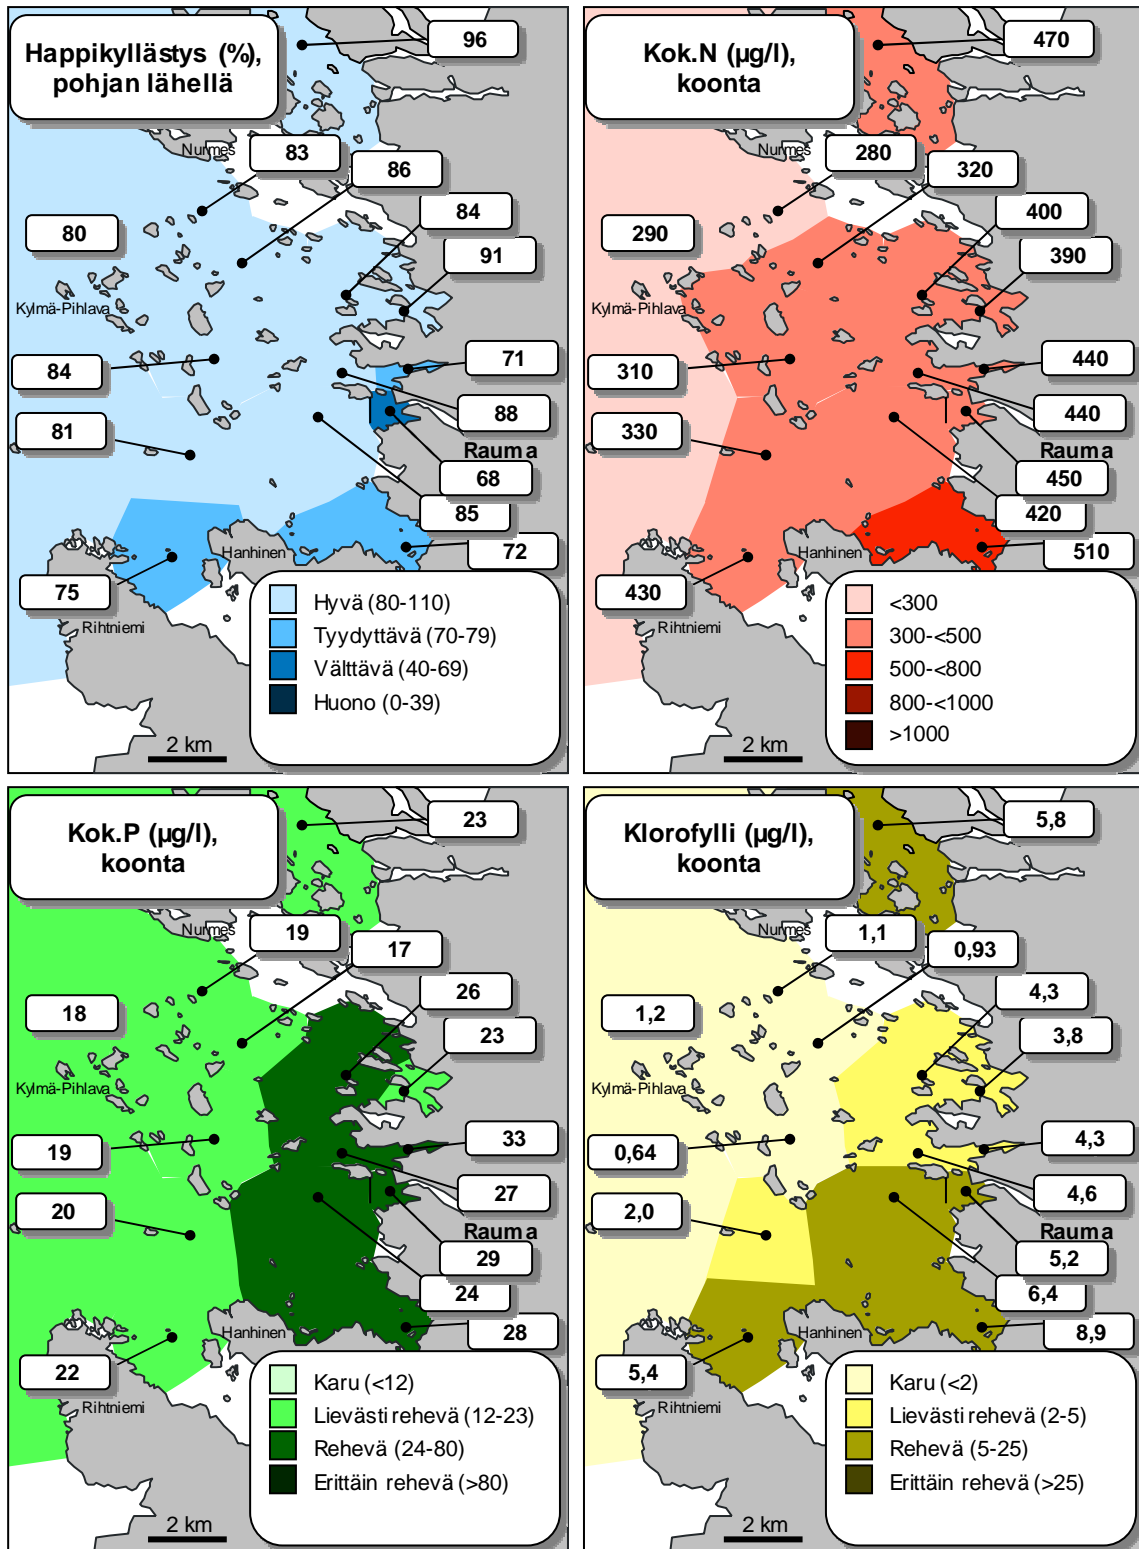 Happikyllästys (%),
pohjan lähellä
96
Nurmes
83
86
80
84
91
Kylmä-Pihlava
84
71
88
81
Rauma
68
85
Hanhinen
72
75
Rihtniemi
Hyvä (80-110)
Tyydyttävä (70-79)
Välttävä (40-69)
Huono (0-39)
2 km
Kok.N (µg/l),
koonta
470
Nurmes
280
320
290
400
390
Kylmä-Pihlava
310
440
440
330
Rauma
450
420
Hanhinen
510
430
Rihtniemi
<300
300-<500
500-<800
800-<1000
>1000
Kok.P (µg/l),
koonta
23
Nurmes
19
17
18
26
23
Kylmä-Pihlava
19
33
27
20
Rauma
29
24
Hanhinen
28
22
Rihtniemi
Karu (<12)
Lievästi rehevä (12-23)
Rehevä (24-80)
Erittäin rehevä (>80)
2 km
Klorofylli (µg/l),
koonta
5,8
Nurmes
1,1
0,93
1,2
4,3
3,8
Kylmä-Pihlava
0,64
4,3
4,6
2,0
Rauma
5,2
6,4
Hanhinen
8,9
5,4
Rihtniemi
Karu (<2)
Lievästi rehevä (2-5)
Rehevä (5-25)
Erittäin rehevä (>25)
2 km
2 km